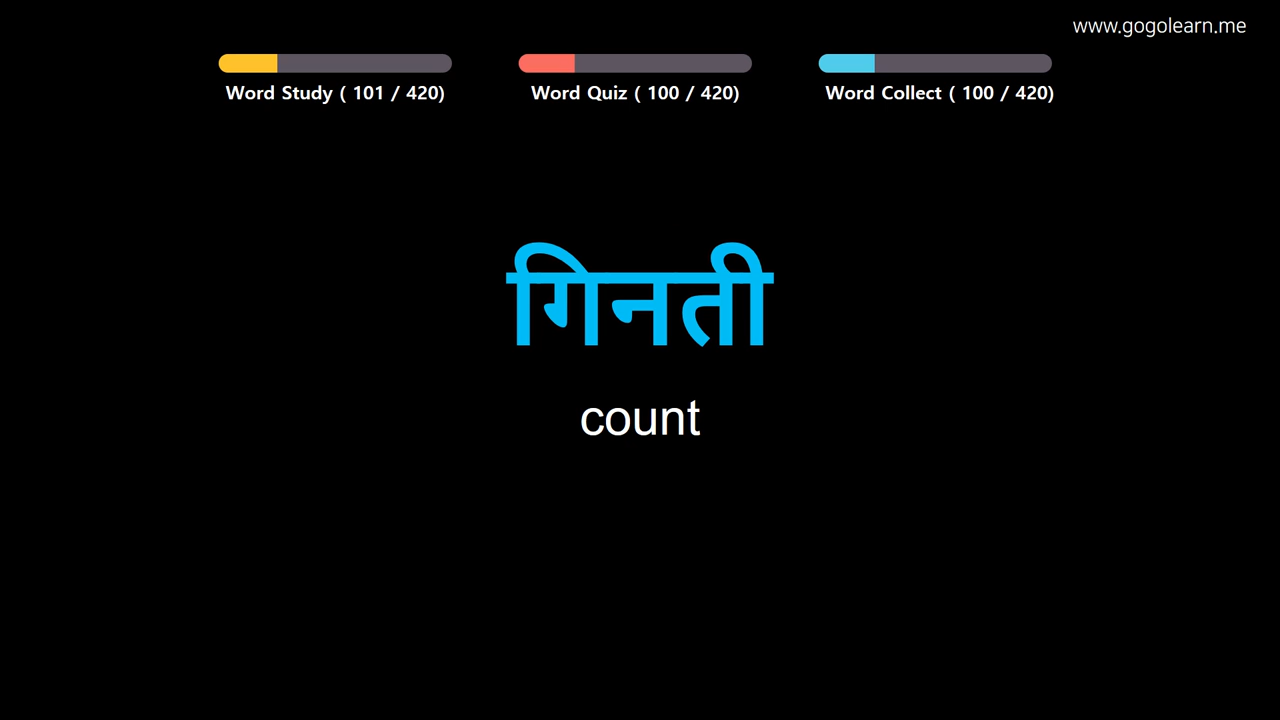 www.gogolearn.me
Word Study ( 101 / 420)
Word Quiz ( 100 / 420)
Word Collect ( 100 / 420)
गिनती
count